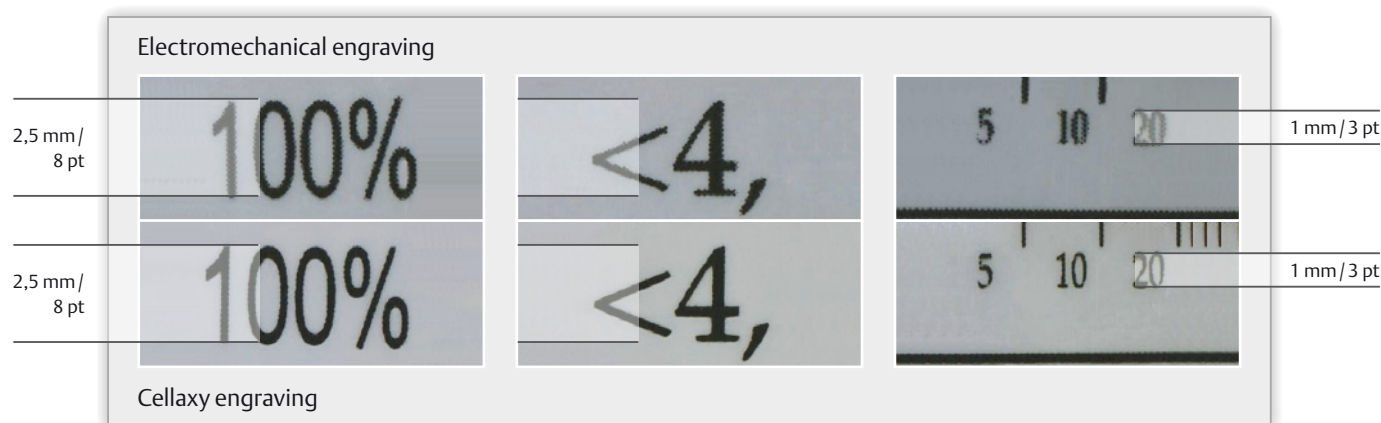 Electromechanical engraving
2,5 mm /
8 pt
100%
<4,
5 10 20
1 mm / 3 pt
2,5 mm /
8 pt
100%
<4,
5 10 20
1 mm / 3 pt
Cellaxy engraving